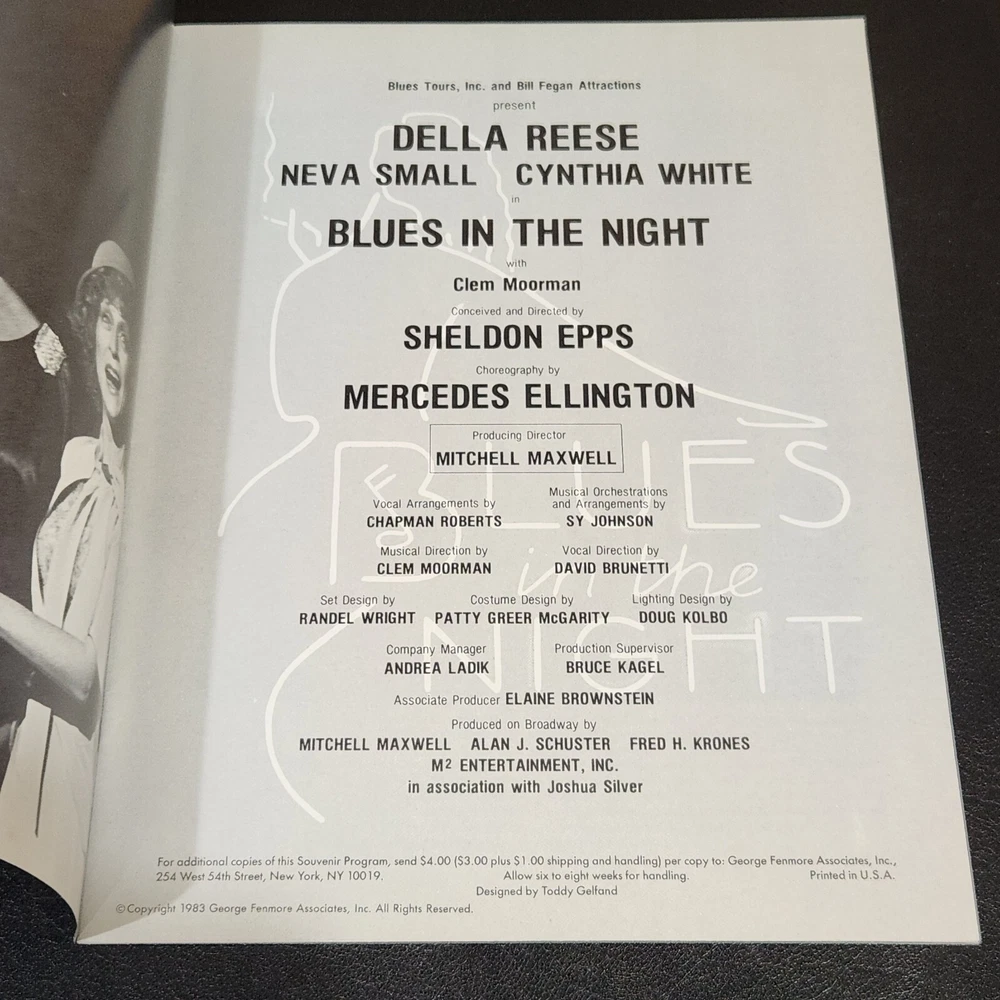 Blues Tours, Inc. and Bill Fegan Attractions
present
DELLA REESE
NEVA SMALL CYNTHIA WHITE
in
BLUES IN THE NIGHT
with
Clem Moorman
Conceived and Directed by
SHELDON EPPS
Choreography by
MERCEDES ELLINGTON
Producing Director
MITCHELL MAXWELL
Vocal Arrangements by
CHAPMAN ROBERTS
Musical Orchestrations
and Arrangements by
SY JOHNSON
Musical Direction by
CLEM MOORMAN
Vocal Direction by
DAVID BRUNETTI
Set Design by
RANDEL WRIGHT
Costume Design by
PATTY GREER McGARITY
Lighting Design by
DOUG KOLBO
Company Manager
ANDREA LADIK
Production Supervisor
BRUCE KAGEL
Associate Producer ELAINE BROWNSTEIN
Produced on Broadway by
MITCHELL MAXWELL ALAN J. SCHUSTER FRED H. KRONES
M² ENTERTAINMENT, INC.
in association with Joshua Silver
BLUES
in the
NIGHT
For additional copies of this Souvenir Program, send $4.00 ($3.00 plus $1.00 shipping and handling) per copy to: George Fenmore Associates, Inc.,
254 West 54th Street, New York, NY 10019. Allow six to eight weeks for handling. Printed in U.S.A.
Designed by Toddy Gelfand
©Copyright 1983 George Fenmore Associates, Inc. All Rights Reserved.